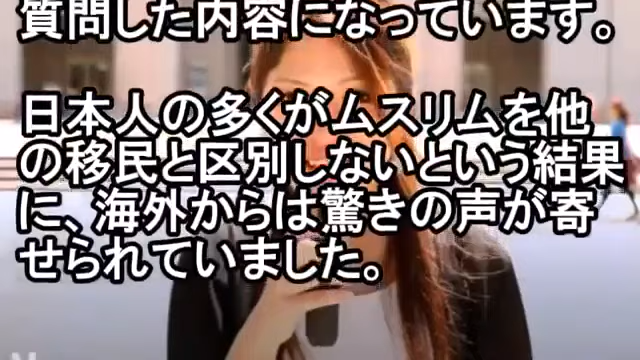 質問した内容になっています。
日本人の多くがムスリムを他
の移民と区別しないという結果
に、海外からは驚きの声が寄
せられていました。